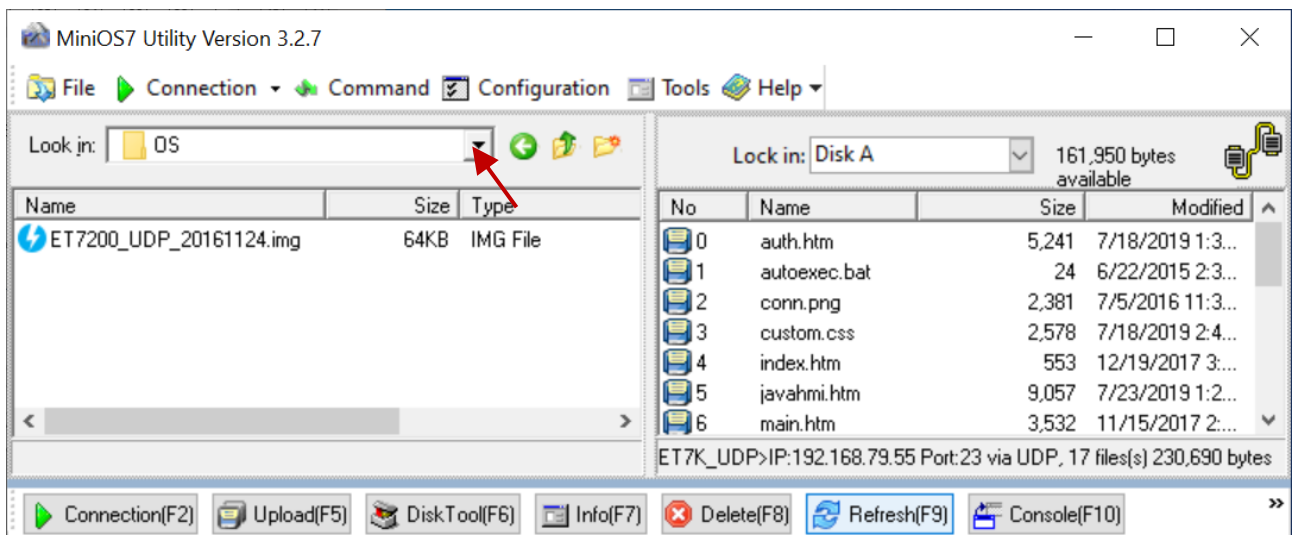 MiniOS7 Utility Version 3.2.7
File Connection Command Configuration Tools Help
Look in: OS
Name Size Type
ET7200_UDP_20161124.img 64KB IMG File
Lock in: Disk A 161,950 bytes available
No Name Size Modified
0 auth.htm 5,241 7/18/2019 1:3...
1 autoexec.bat 24 6/22/2015 2:3...
2 conn.png 2,381 7/5/2016 11:3...
3 custom.css 2,578 7/18/2019 2:4...
4 index.htm 553 12/19/2017 3:...
5 javahmi.htm 9,057 7/23/2019 1:2...
6 main.htm 3,532 11/15/2017 2:...
ET7K_UDP>IP:192.168.79.55 Port:23 via UDP, 17 files(s) 230,690 bytes
Connection(F2) Upload(F5) DiskTool(F6) Info(F7) Delete(F8) Refresh(F9) Console(F10) »